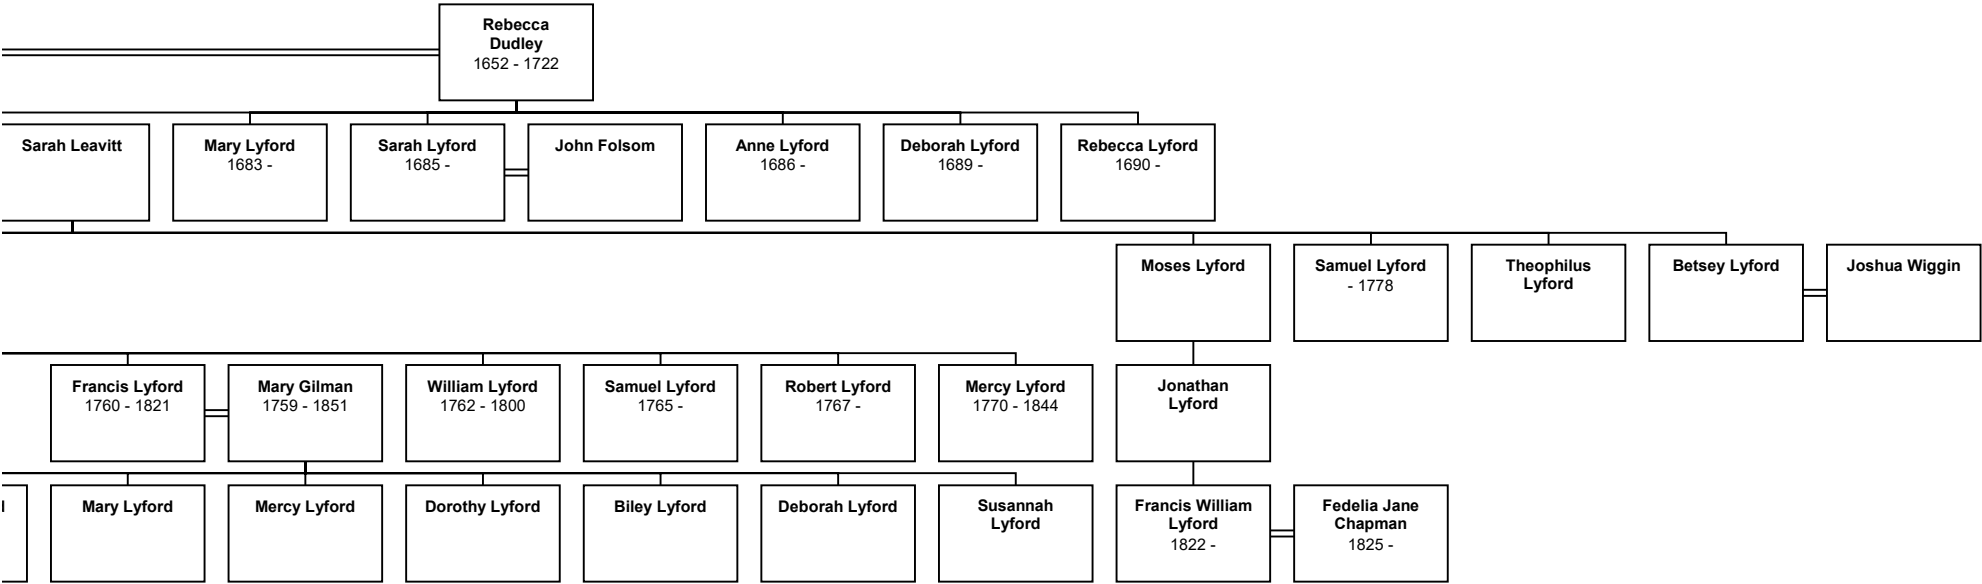 Rebecca
Dudley
1652 - 1722
Sarah Leavitt
Mary Lyford
1683 -
Sarah Lyford
1685 -
John Folsom
Anne Lyford
1686 -
Deborah Lyford
1689 -
Rebecca Lyford
1690 -
Moses Lyford
Samuel Lyford
- 1778
Theophilus
Lyford
Betsey Lyford
Joshua Wiggin
Francis Lyford
1760 - 1821
Mary Gilman
1759 - 1851
William Lyford
1762 - 1800
Samuel Lyford
1765 -
Robert Lyford
1767 -
Mercy Lyford
1770 - 1844
Jonathan
Lyford
Mary Lyford
Mercy Lyford
Dorothy Lyford
Biley Lyford
Deborah Lyford
Susannah
Lyford
Francis William
Lyford
1822 -
Fedelia Jane
Chapman
1825 -